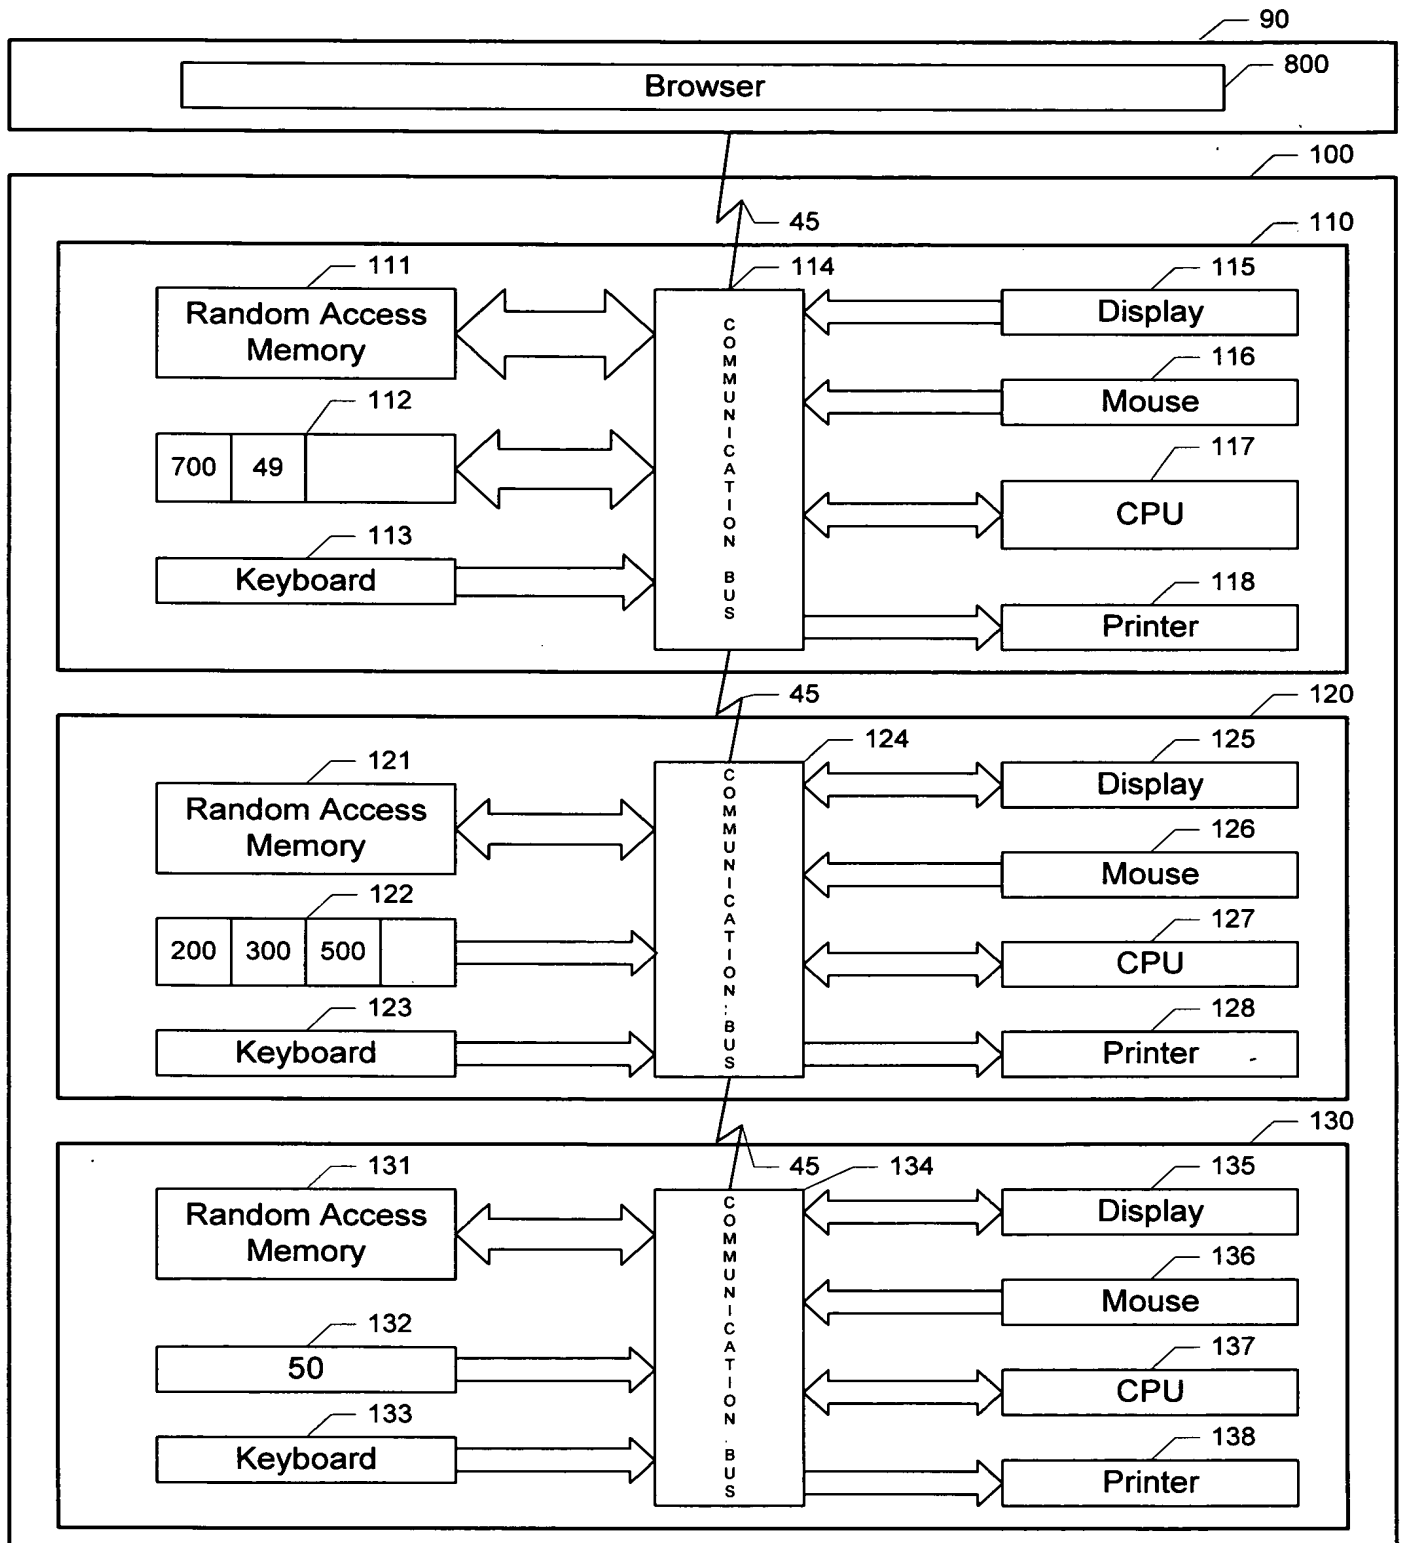 90
Browser
800
100
45
110
111
114
115
Random Access
Memory
COMMUNICATION BUS
Display
116
Mouse
112
700 49
117
CPU
113
Keyboard
118
Printer
45
120
121
124
125
Random Access
Memory
COMMUNICATION BUS
Display
126
Mouse
122
200 300 500
127
CPU
123
Keyboard
128
Printer
130
131
45
134
135
Random Access
Memory
COMMUNICATION BUS
Display
136
Mouse
132
50
137
CPU
133
Keyboard
138
Printer